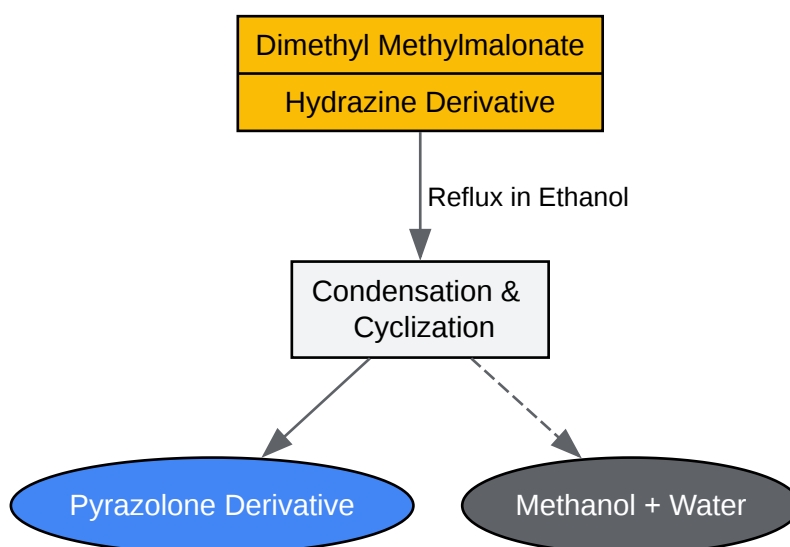 Dimethyl Methylmalonate
Hydrazine Derivative
Reflux in Ethanol
Condensation &
Cyclization
Pyrazolone Derivative
Methanol + Water